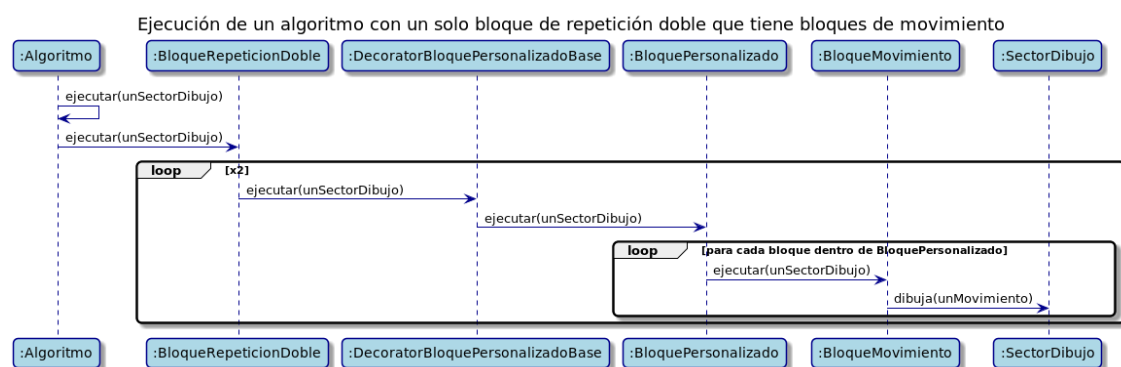 Ejecución de un algoritmo con un solo bloque de repetición doble que tiene bloques de movimiento
:Algoritmo :BloqueRepeticionDoble :DecoratorBloquePersonalizadoBase :BloquePersonalizado :BloqueMovimiento :SectorDibujo
ejecutar(unSectorDibujo)
ejecutar(unSectorDibujo)
loop [x2]
ejecutar(unSectorDibujo)
ejecutar(unSectorDibujo)
loop [para cada bloque dentro de BloquePersonalizado]
ejecutar(unSectorDibujo)
dibuja(unMovimiento)
:Algoritmo :BloqueRepeticionDoble :DecoratorBloquePersonalizadoBase :BloquePersonalizado :BloqueMovimiento :SectorDibujo